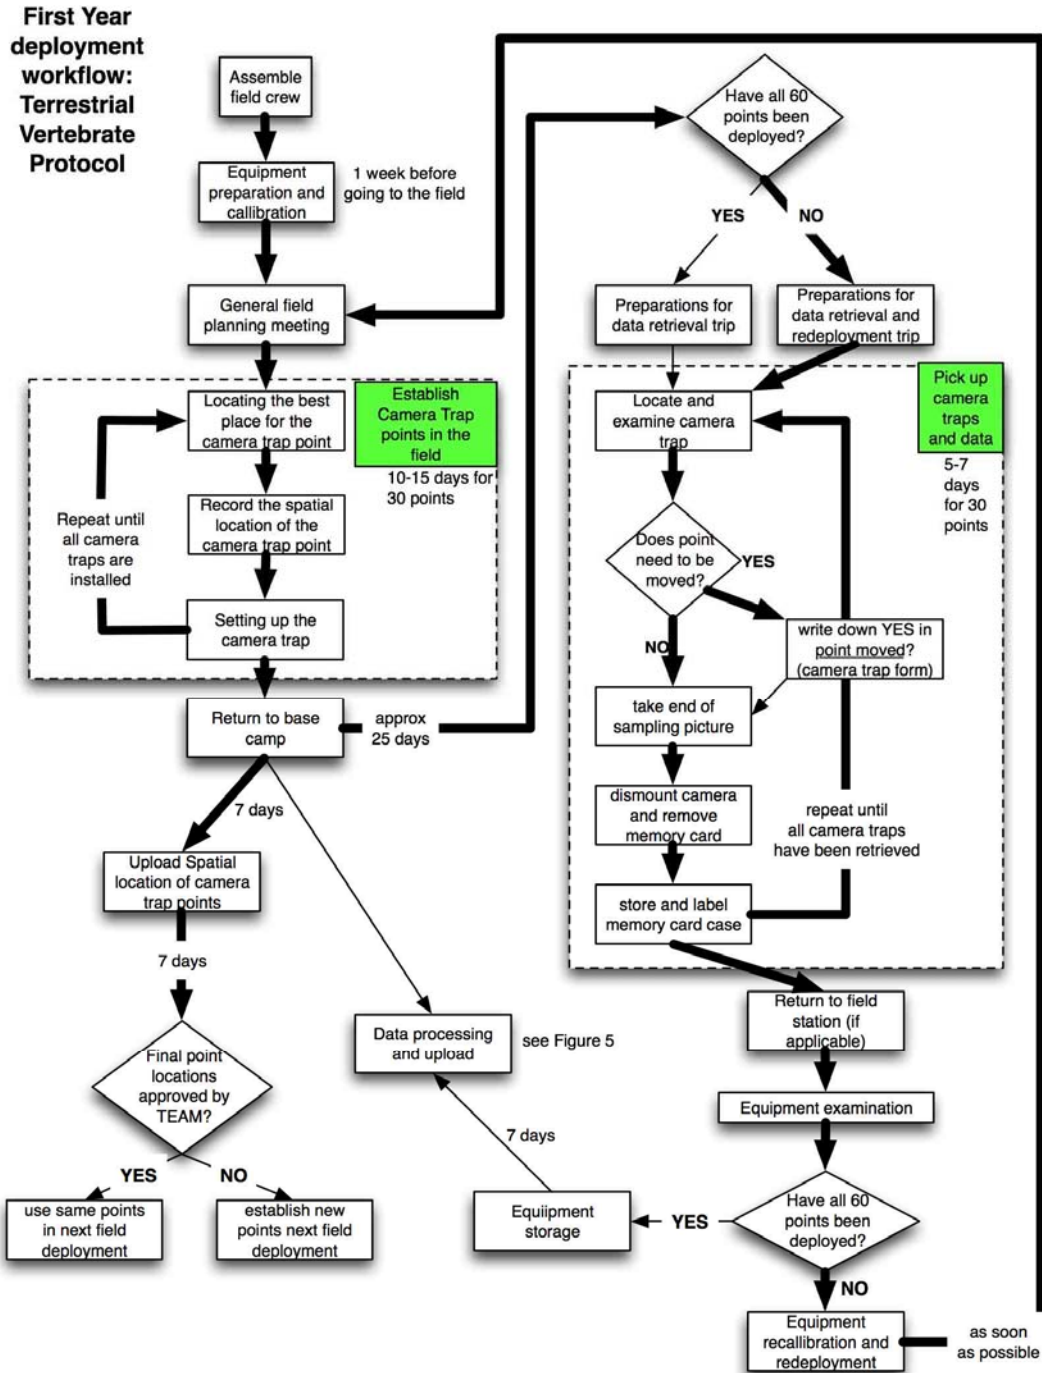 First Year
deployment
workflow:
Terrestrial
Vertebrate
Protocol
Assemble
field crew
Equipment
preparation and
callibration
1 week before
going to the field
General field
planning meeting
Establish
Camera Trap
points in the
field
10-15 days for
30 points
Locating the best
place for the
camera trap point
Record the spatial
location of the
camera trap point
Repeat until
all camera
traps are
installed
Setting up the
camera trap
Return to base
camp
approx
25 days
7 days
Upload Spatial
location of camera
trap points
7 days
Final point
locations
approved by
TEAM?
YES
NO
use same points
in next field
deployment
establish new
points next field
deployment
Data processing
and upload
see Figure 5
7 days
Equiipment
storage
Have all 60
points been
deployed?
YES
NO
Preparations for
data retrieval trip
Preparations for
data retrieval and
redeployment trip
Pick up
camera
traps
and data
5-7
days
for 30
points
Locate and
examine camera
trap
Does point
need to be
moved?
YES
NO
write down YES in
point moved?
(camera trap form)
take end of
sampling picture
dismount camera
and remove
memory card
repeat until
all camera traps
have been retrieved
store and label
memory card case
Return to field
station (if
applicable)
Equipment examination
Have all 60
points been
deployed?
YES
NO
Equipment
recallibration and
redeployment
as soon
as possible